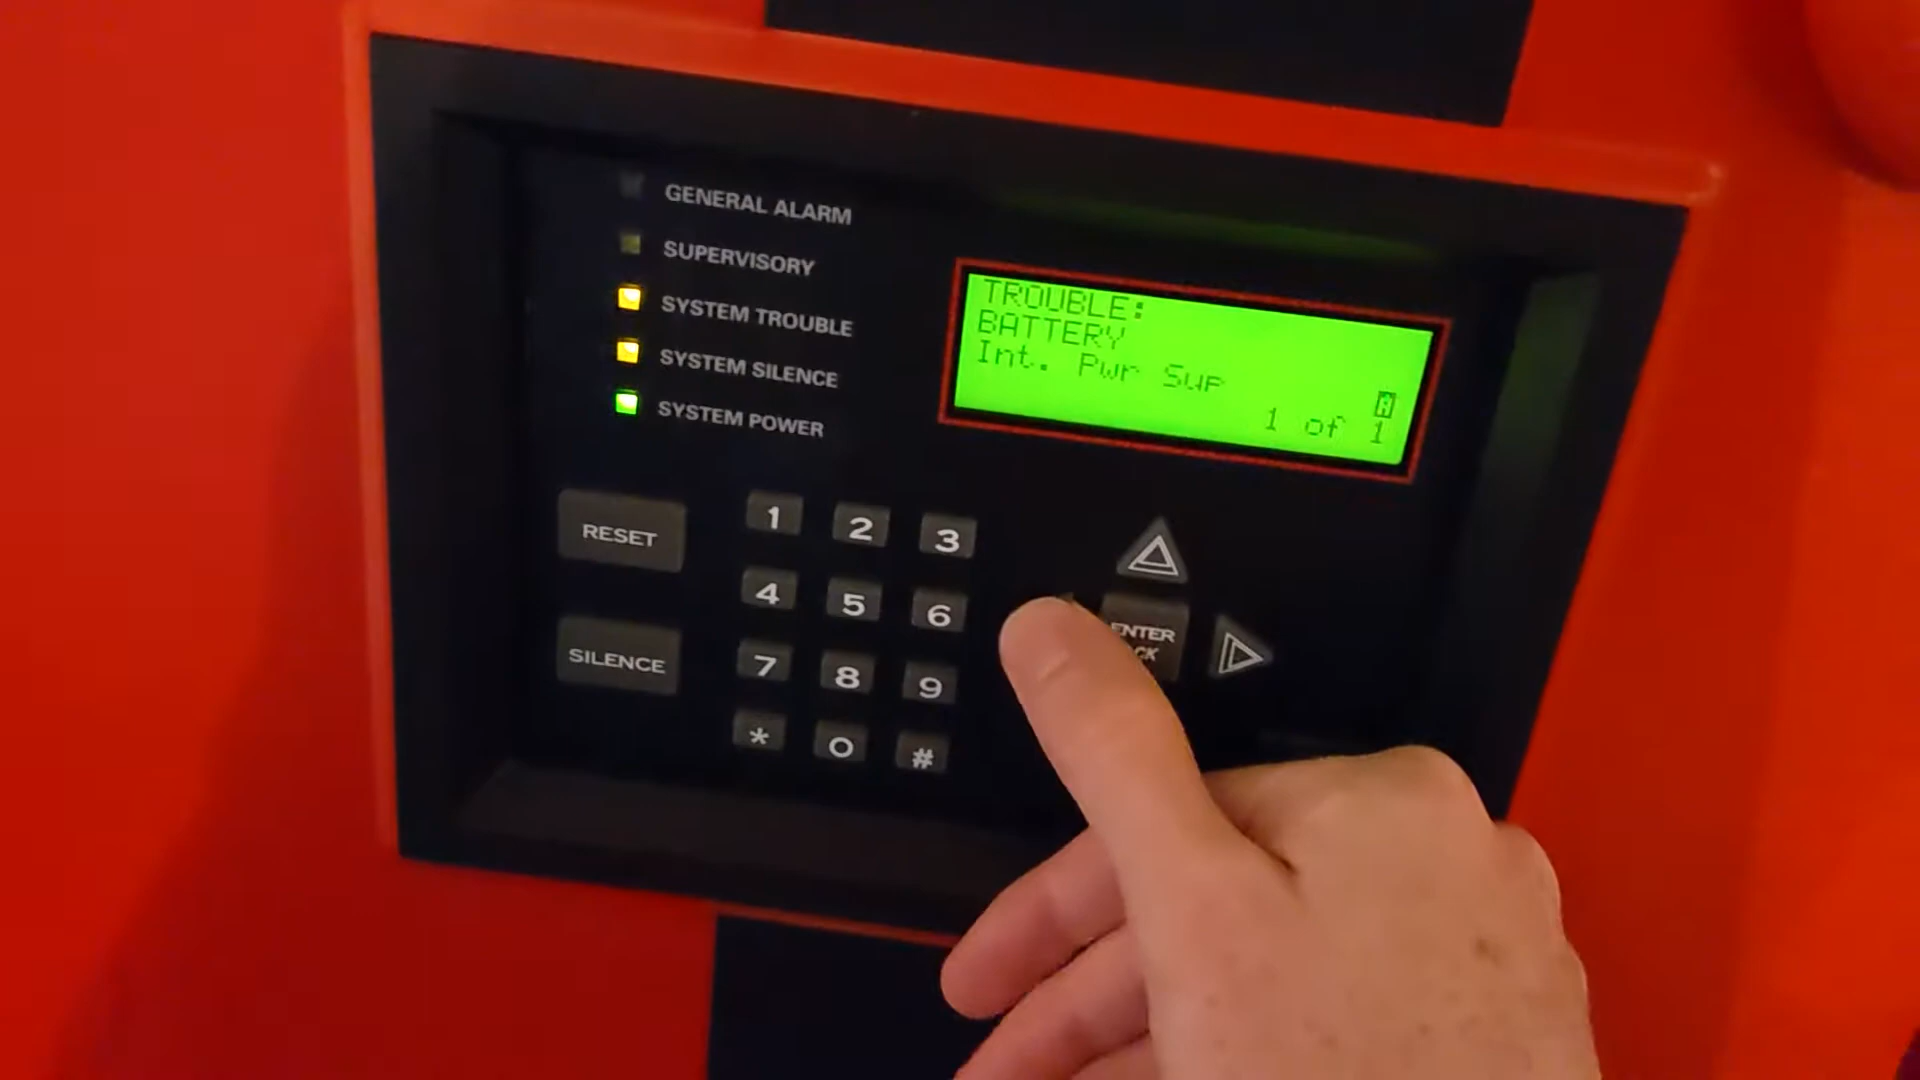 GENERAL ALARM
SUPERVISORY
SYSTEM TROUBLE
SYSTEM SILENCE
SYSTEM POWER
TROUBLE:
BATTERY
Int. Pwr Sup
1 of 1
RESET
SILENCE
1 2 3
4 5 6
7 8 9
* 0 #
ENTER